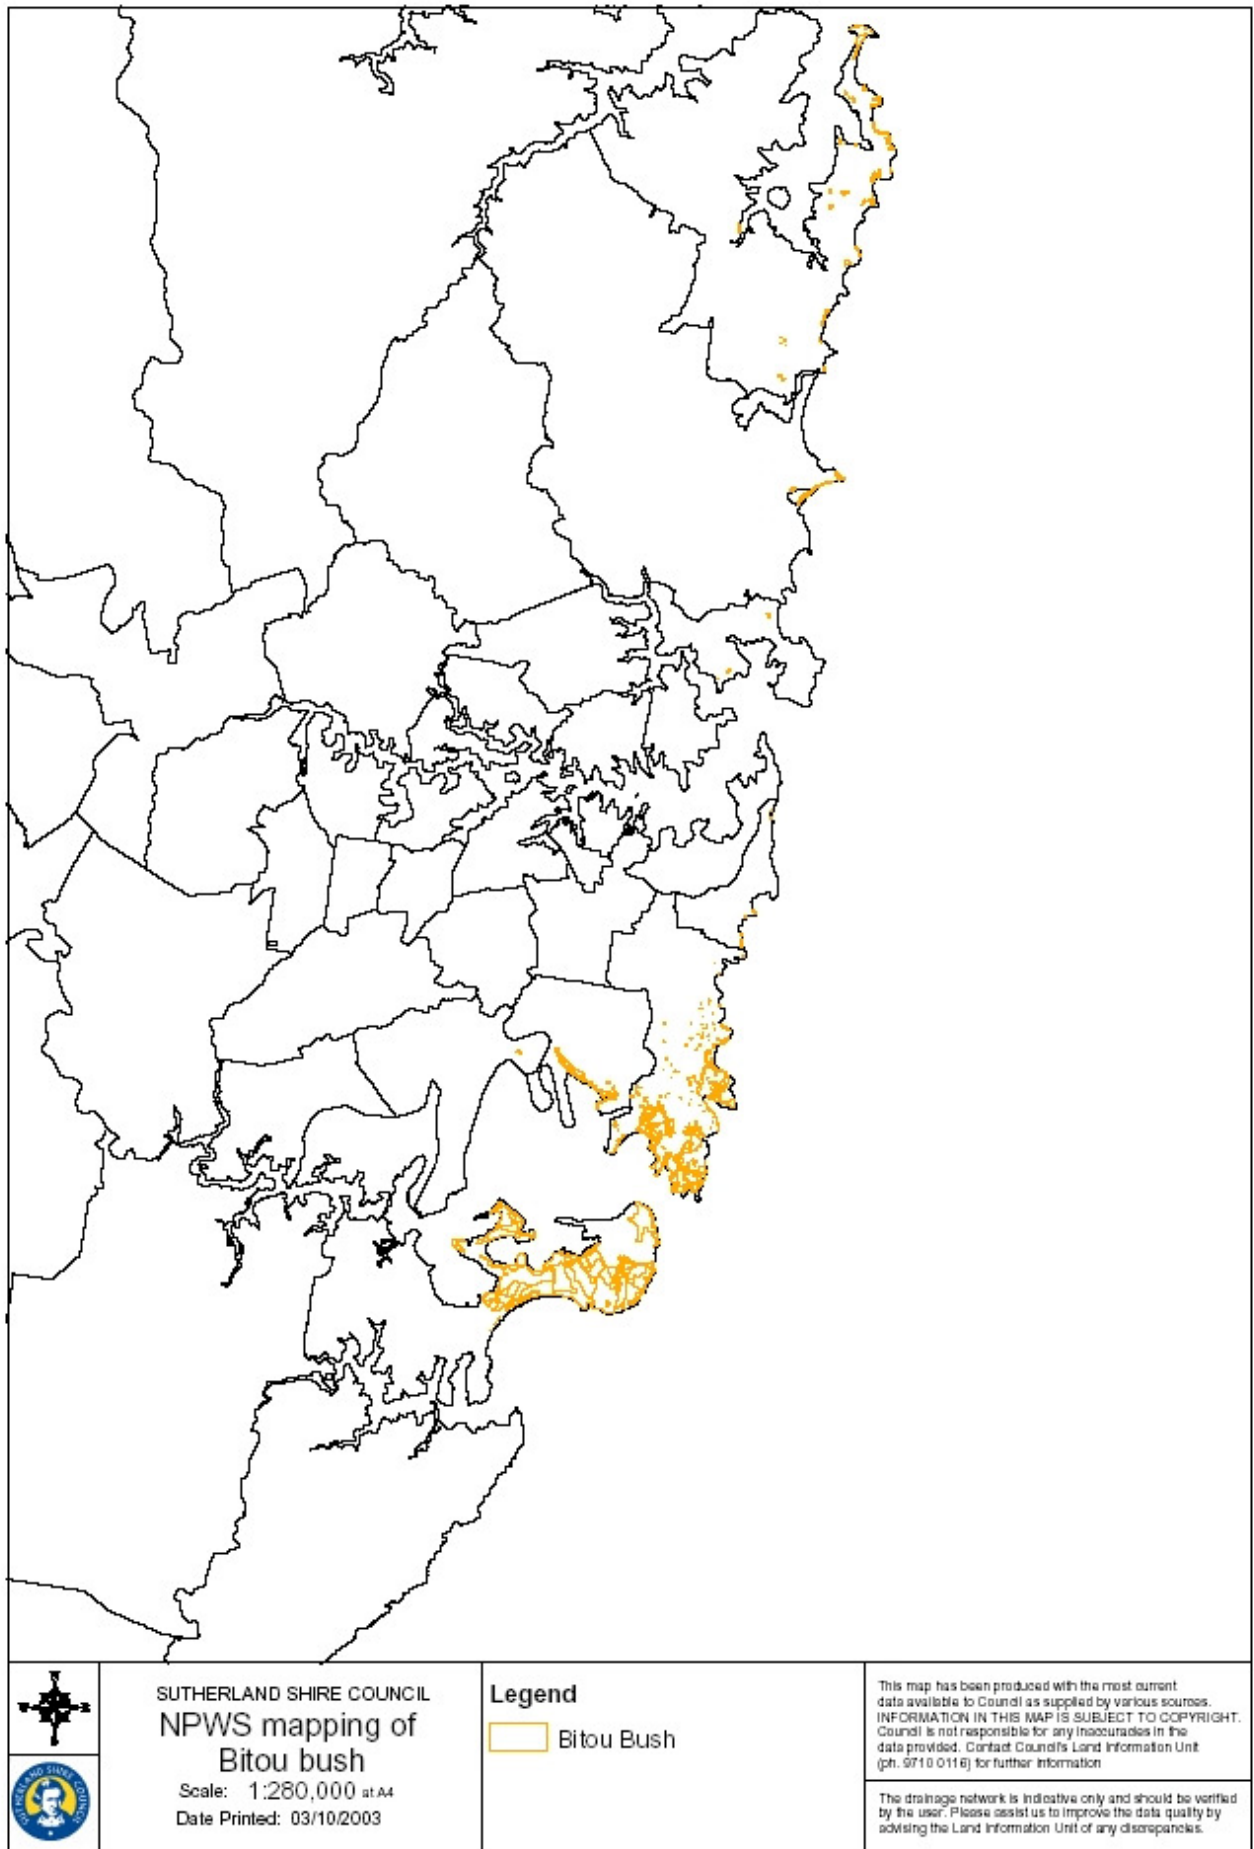 N
W
E
S
SUTHERLAND SHIRE COUNCIL
SUTHERLAND SHIRE COUNCIL
NPWS mapping of
Bitou bush
Scale: 1:280,000 at A4
Date Printed: 03/10/2003
Legend
Bitou Bush
This map has been produced with the most current
data available to Council as supplied by various sources.
INFORMATION IN THIS MAP IS SUBJECT TO COPYRIGHT.
Council is not responsible for any inaccuracies in the
data provided. Contact Council's Land Information Unit
(ph. 9710 0116) for further information
The drainage network is indicative only and should be verified
by the user. Please assist us to improve the data quality by
advising the Land Information Unit of any discrepancies.